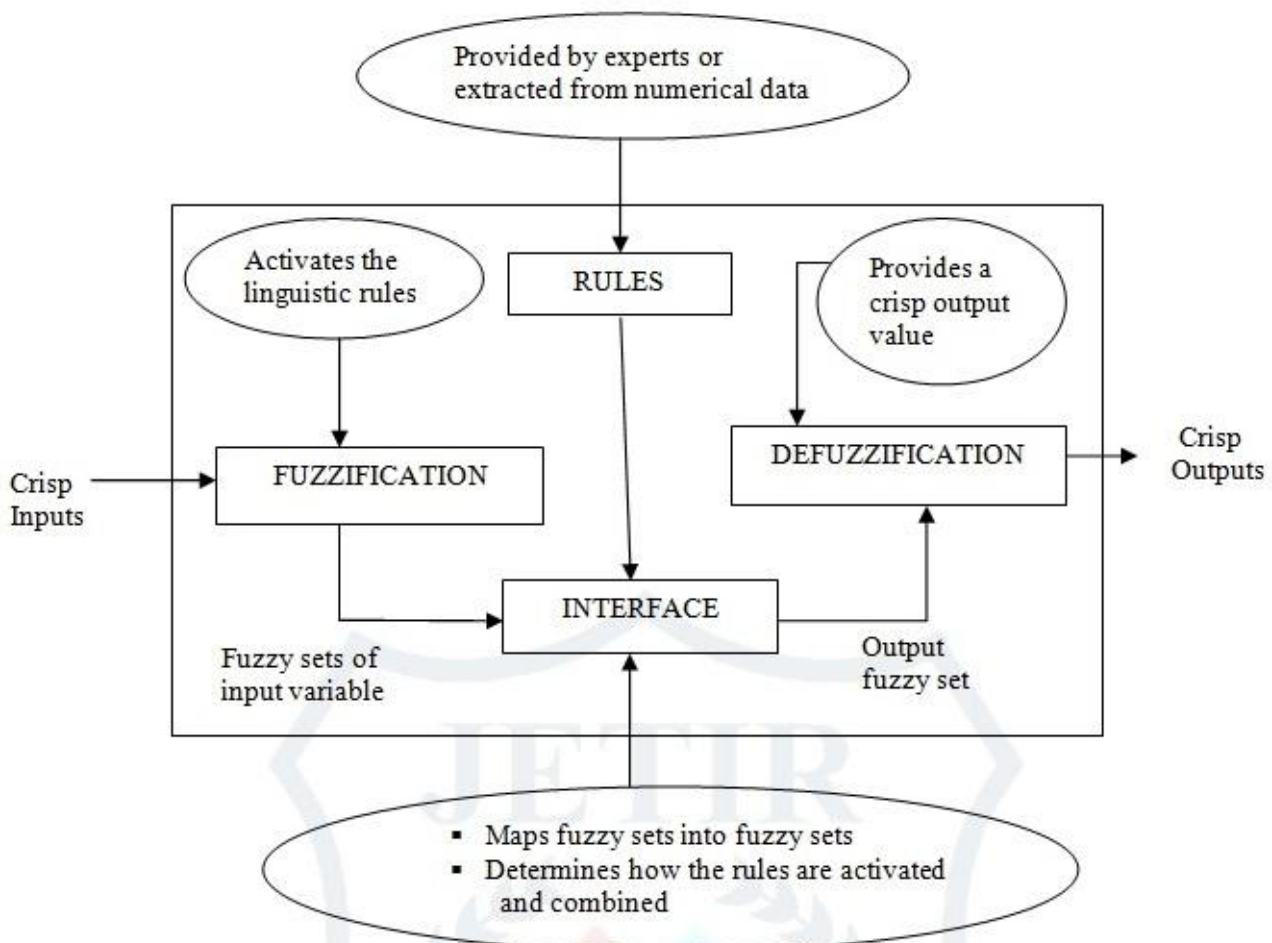 Provided by experts or
extracted from numerical data
Activates the
linguistic rules
RULES
Provides a
crisp output
value
Crisp
Inputs
FUZZIFICATION
DEFUZZIFICATION
Crisp
Outputs
INTERFACE
Fuzzy sets of
input variable
Output
fuzzy set
JETIR
▪ Maps fuzzy sets into fuzzy sets
▪ Determines how the rules are activated
and combined